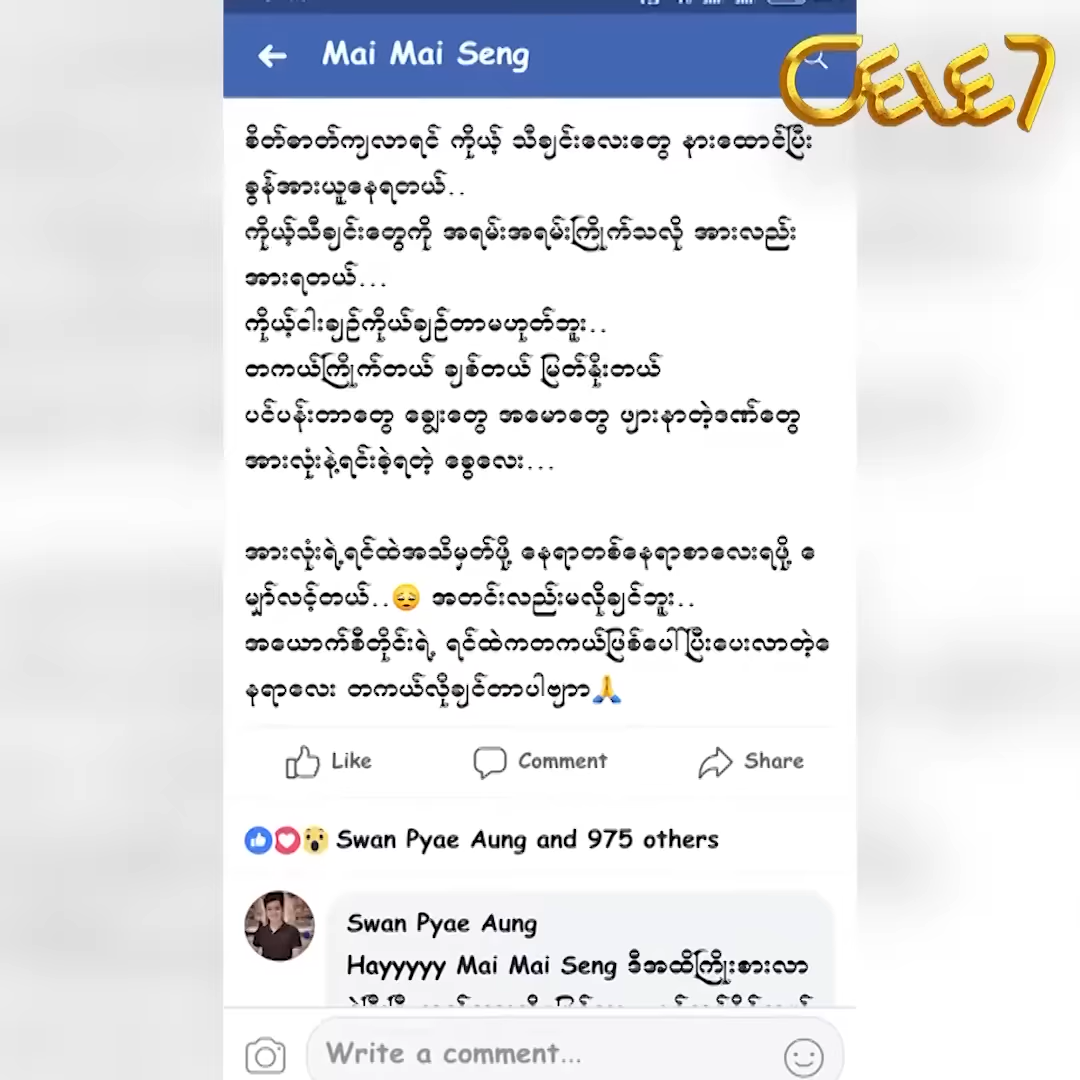 Mai Mai Seng
CELE7
စိတ်ဓာတ်ကျလာရင် ကိုယ့် သီချင်းလေးတွေ နားထောင်ပြီး
ခွန်အားယူနေရတယ်..
ကိုယ့်သီချင်းတွေကို အရမ်းအရမ်းကြိုက်သလို အားလည်း
အားရတယ်...
ကိုယ့်ငါးချဉ်ကိုယ်ချဉ်တာမဟုတ်ဘူး..
တကယ်ကြိုက်တယ် ချစ်တယ် မြတ်နိုးတယ်
ပင်ပန်းတာတွေ ချွေးတွေ အမောတွေ ဖျားနာတဲ့ဒဏ်တွေ
အားလုံးနဲ့ရင်းခဲ့ရတဲ့ ခွေလေး...
အားလုံးရဲ့ရင်ထဲအသိမှတ်ဖို့ နေရာတစ်နေရာစာလေးရဖို့ မျှော်လင့်တယ်..😔 အတင်းလည်းမလိုချင်ဘူး..
အယောက်စီတိုင်းရဲ့ ရင်ထဲကတကယ်ဖြစ်ပေါ်ပြီးပေးလာတဲ့နေရာလေး တကယ်လိုချင်တာပါဗျာာ🙏
Like Comment Share
Swan Pyae Aung and 975 others
Swan Pyae Aung
Hayyyyy Mai Mai Seng ဒီအထိကြိုးစားလာ
Write a comment...